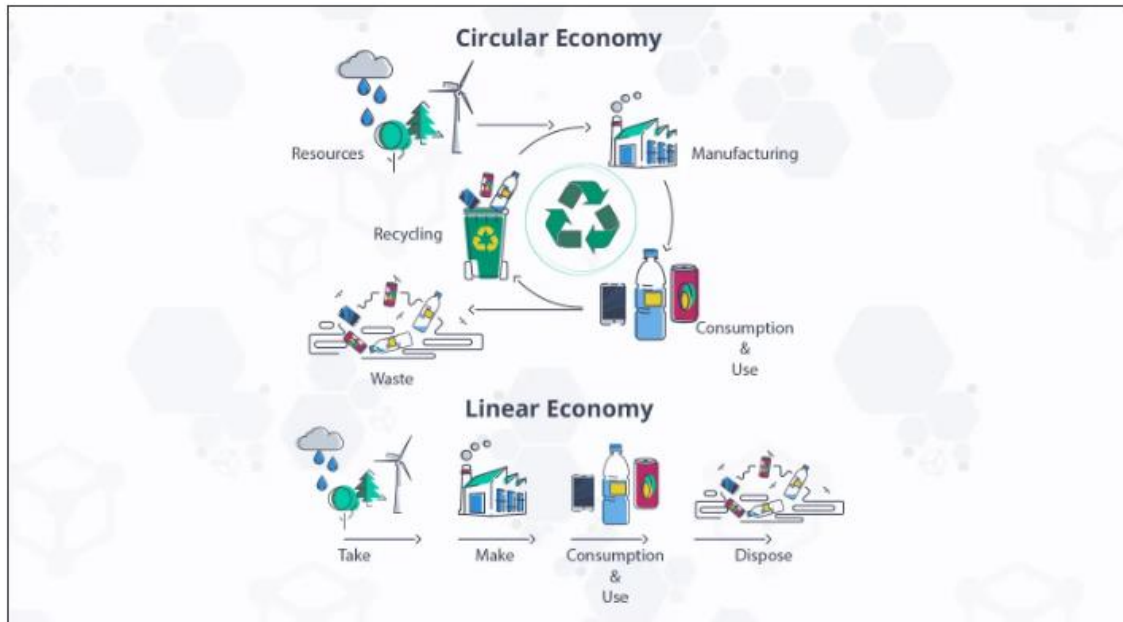 Circular Economy
Resources
Manufacturing
Recycling
Consumption
&
Use
Waste
Linear Economy
Take
Make
Consumption
&
Use
Dispose